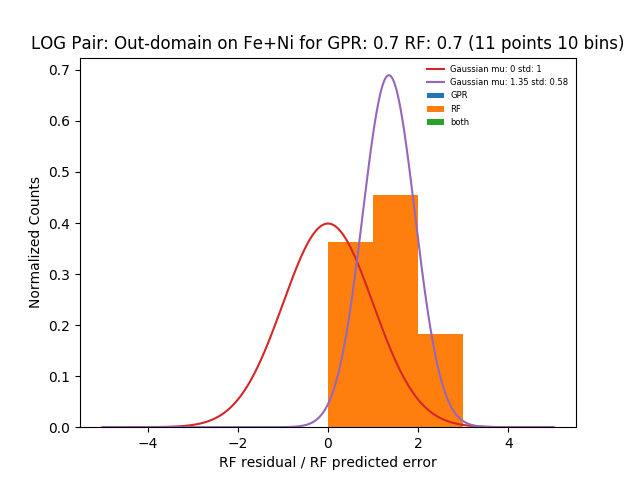 LOG Pair: Out-domain on Fe+Ni for GPR: 0.7 RF: 0.7 (11 points 10 bins)
Gaussian mu: 0 std: 1
Gaussian mu: 1.35 std: 0.58
GPR
RF
both
Normalized Counts
0.7
0.6
0.5
0.4
0.3
0.2
0.1
0.0
−4
−2
0
2
4
RF residual / RF predicted error